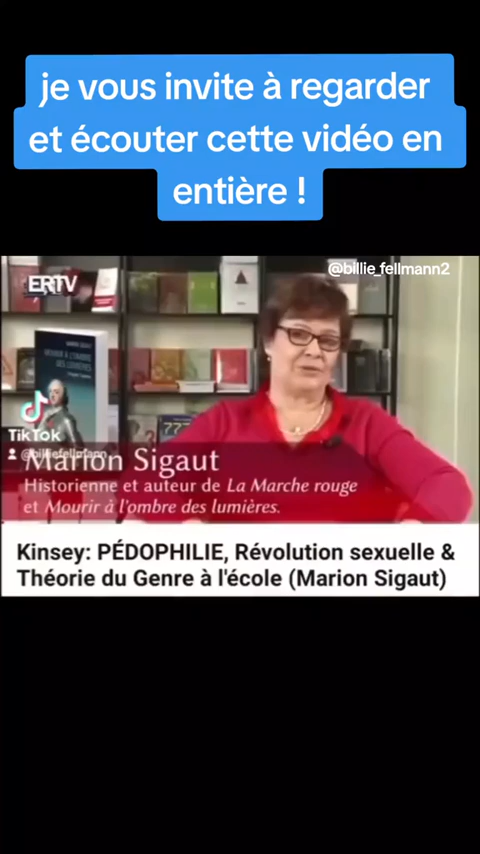 je vous invite à regarder
et écouter cette vidéo en
entière !
@billie_fellmann2
ERTV
TikTok
@billiefellmann
Marion Sigaut
Historienne et auteur de La Marche rouge
et Mourir à l'ombre des lumières.
Kinsey: PÉDOPHILIE, Révolution sexuelle &
Théorie du Genre à l'école (Marion Sigaut)